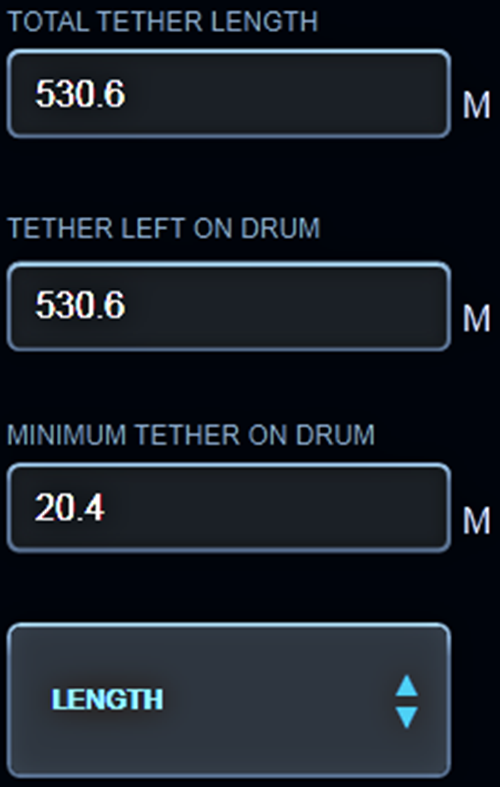 TOTAL TETHER LENGTH
530.6 M
TETHER LEFT ON DRUM
530.6 M
MINIMUM TETHER ON DRUM
20.4 M
LENGTH